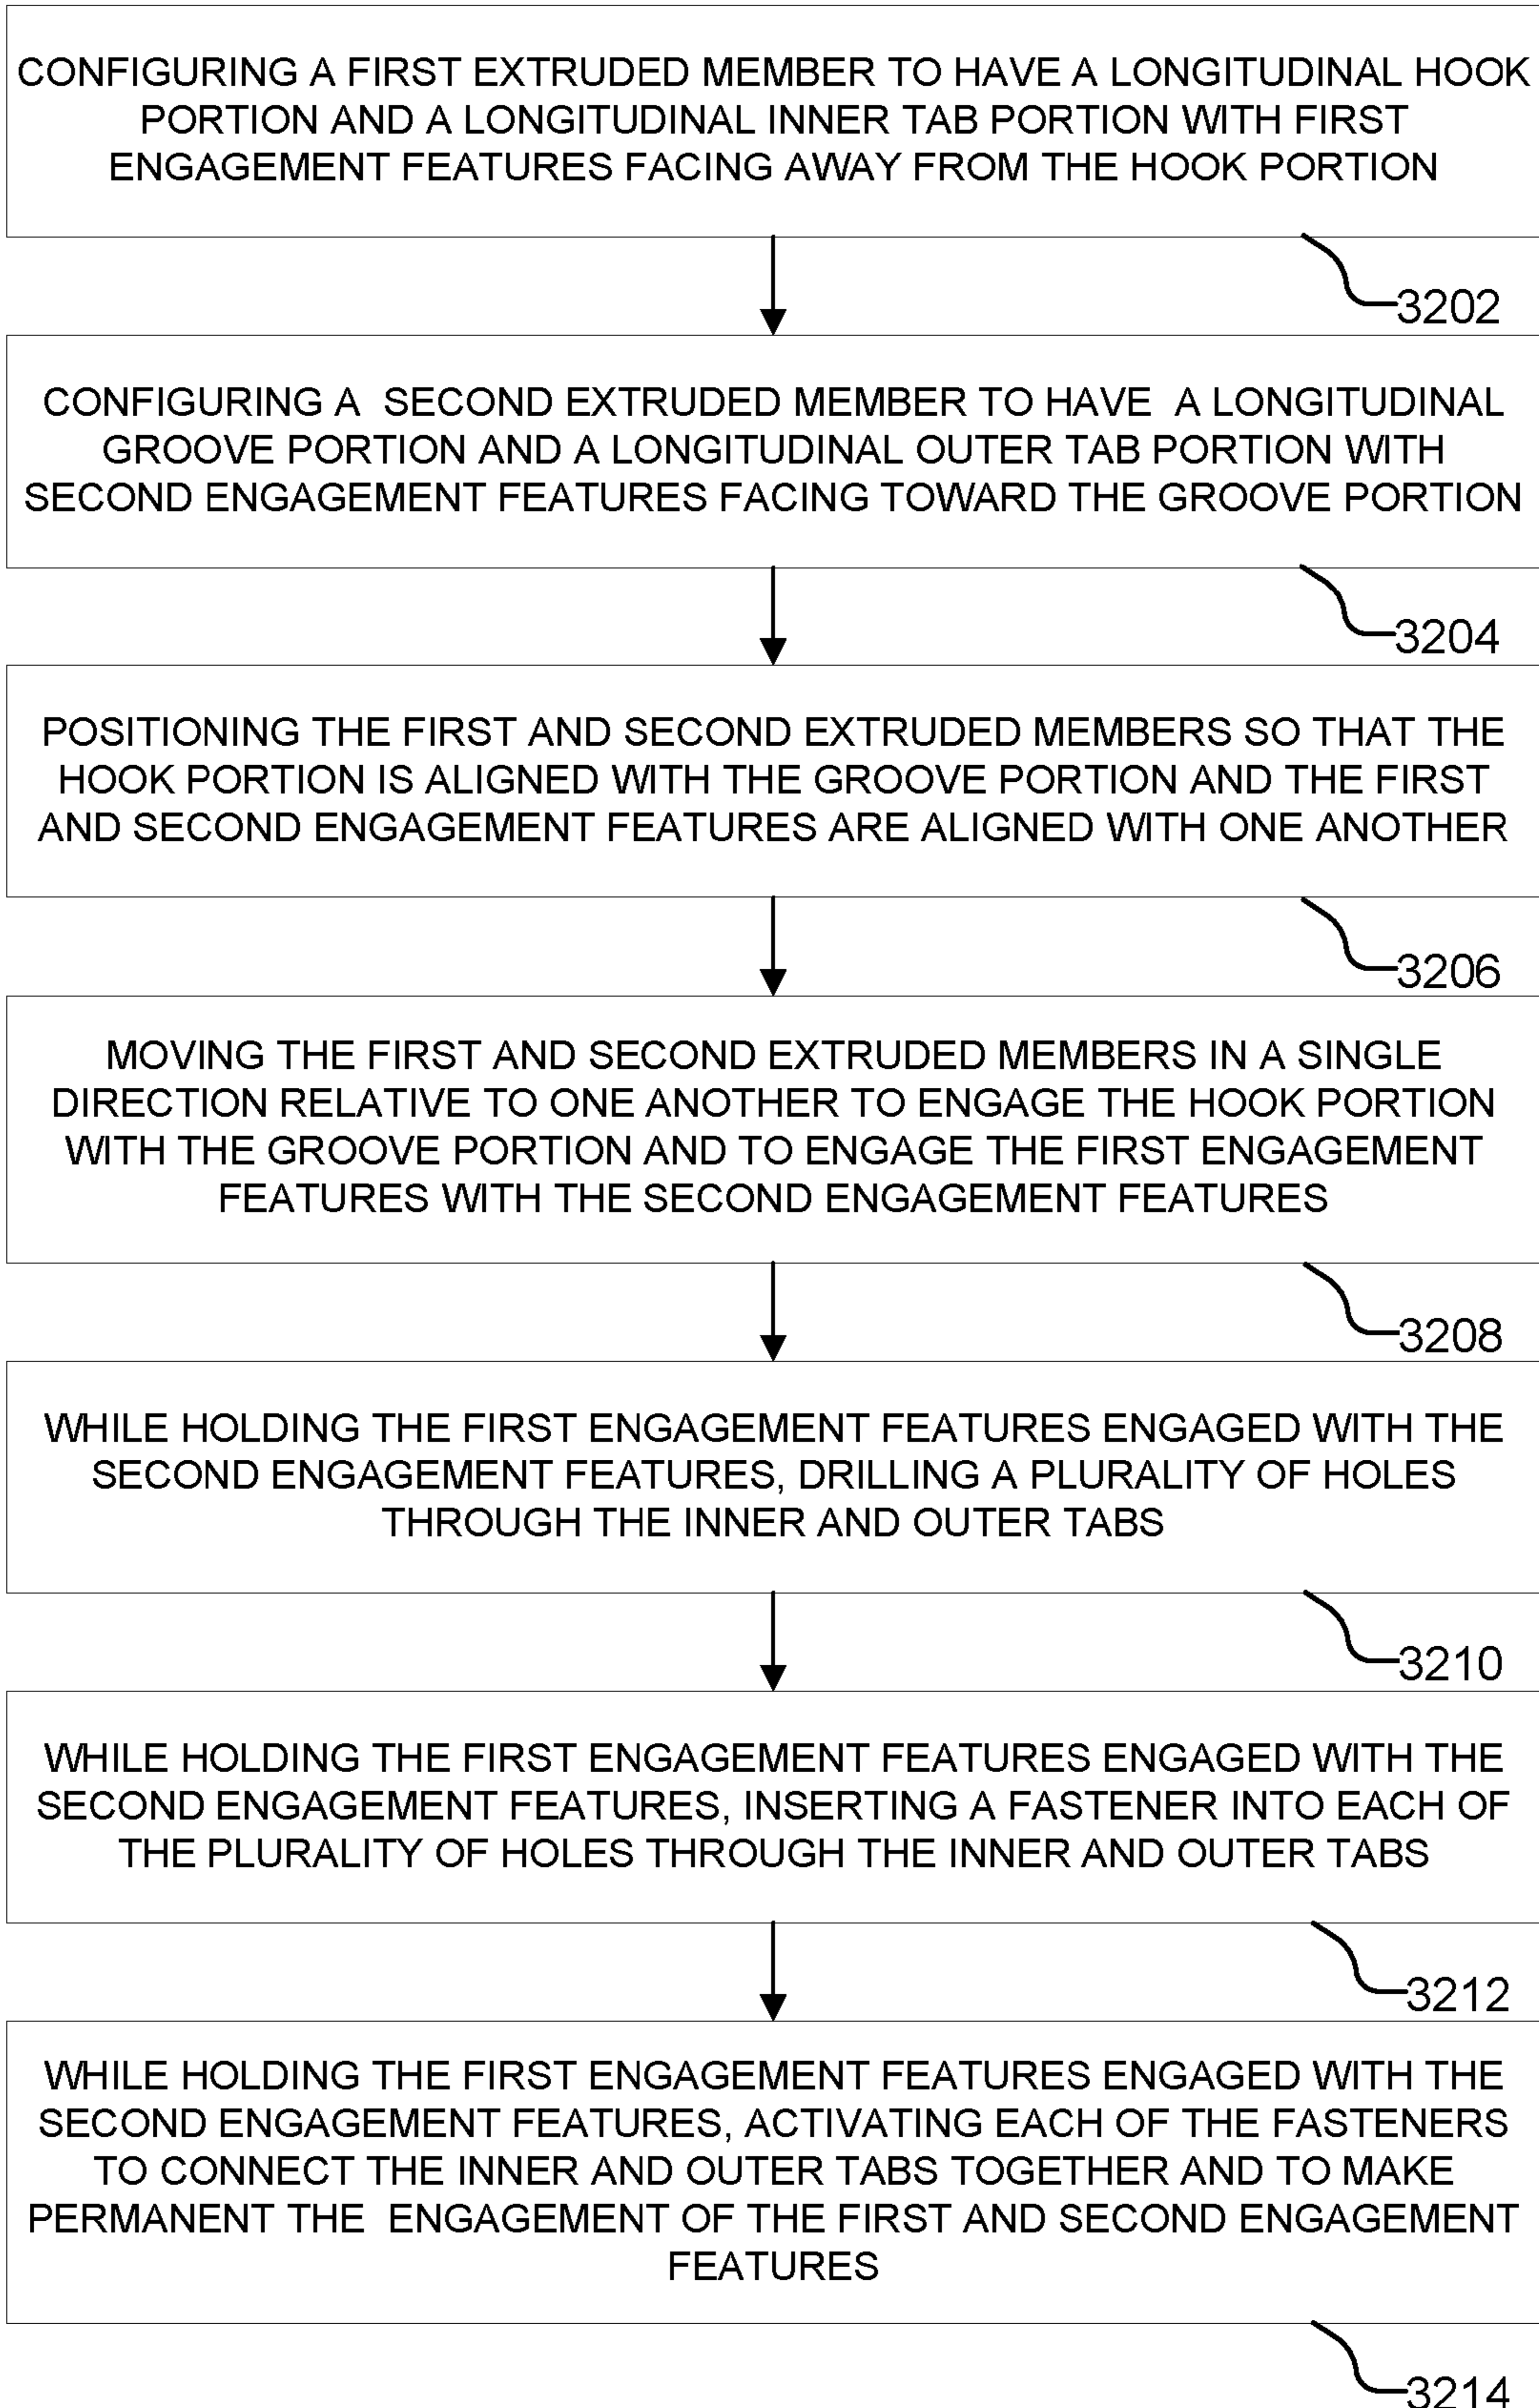 CONFIGURING A FIRST EXTRUDED MEMBER TO HAVE A LONGITUDINAL HOOK
PORTION AND A LONGITUDINAL INNER TAB PORTION WITH FIRST
ENGAGEMENT FEATURES FACING AWAY FROM THE HOOK PORTION
3202
CONFIGURING A SECOND EXTRUDED MEMBER TO HAVE A LONGITUDINAL
GROOVE PORTION AND A LONGITUDINAL OUTER TAB PORTION WITH
SECOND ENGAGEMENT FEATURES FACING TOWARD THE GROOVE PORTION
3204
POSITIONING THE FIRST AND SECOND EXTRUDED MEMBERS SO THAT THE
HOOK PORTION IS ALIGNED WITH THE GROOVE PORTION AND THE FIRST
AND SECOND ENGAGEMENT FEATURES ARE ALIGNED WITH ONE ANOTHER
3206
MOVING THE FIRST AND SECOND EXTRUDED MEMBERS IN A SINGLE
DIRECTION RELATIVE TO ONE ANOTHER TO ENGAGE THE HOOK PORTION
WITH THE GROOVE PORTION AND TO ENGAGE THE FIRST ENGAGEMENT
FEATURES WITH THE SECOND ENGAGEMENT FEATURES
3208
WHILE HOLDING THE FIRST ENGAGEMENT FEATURES ENGAGED WITH THE
SECOND ENGAGEMENT FEATURES, DRILLING A PLURALITY OF HOLES
THROUGH THE INNER AND OUTER TABS
3210
WHILE HOLDING THE FIRST ENGAGEMENT FEATURES ENGAGED WITH THE
SECOND ENGAGEMENT FEATURES, INSERTING A FASTENER INTO EACH OF
THE PLURALITY OF HOLES THROUGH THE INNER AND OUTER TABS
3212
WHILE HOLDING THE FIRST ENGAGEMENT FEATURES ENGAGED WITH THE
SECOND ENGAGEMENT FEATURES, ACTIVATING EACH OF THE FASTENERS
TO CONNECT THE INNER AND OUTER TABS TOGETHER AND TO MAKE
PERMANENT THE ENGAGEMENT OF THE FIRST AND SECOND ENGAGEMENT
FEATURES
3214